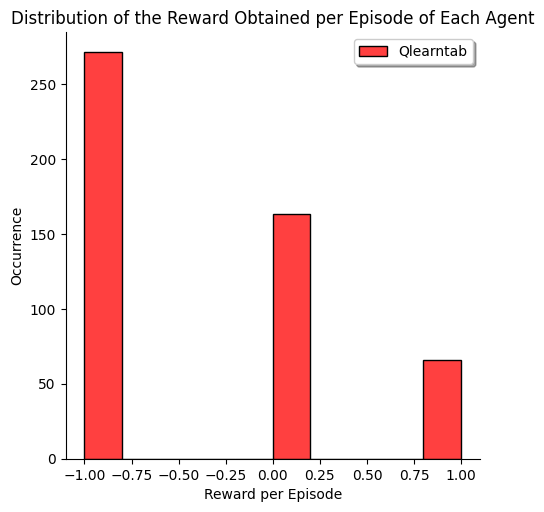 Distribution of the Reward Obtained per Episode of Each Agent
Qlearntab
250
200
150
100
50
0
Occurrence
−1.00 −0.75 −0.50 −0.25 0.00 0.25 0.50 0.75 1.00
Reward per Episode